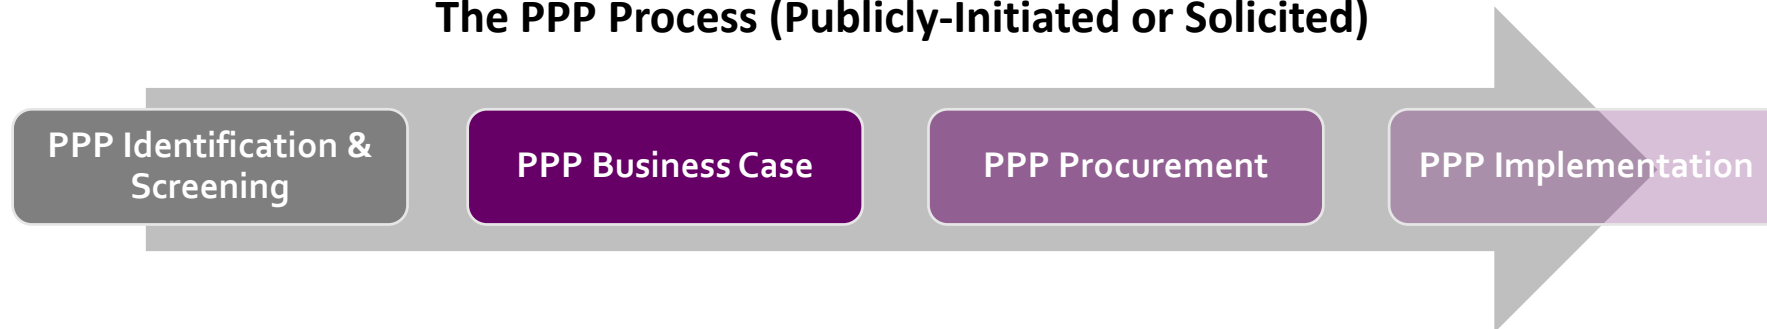 The PPP Process (Publicly-Initiated or Solicited)
PPP Identification &
Screening
PPP Business Case
PPP Procurement
PPP Implementation